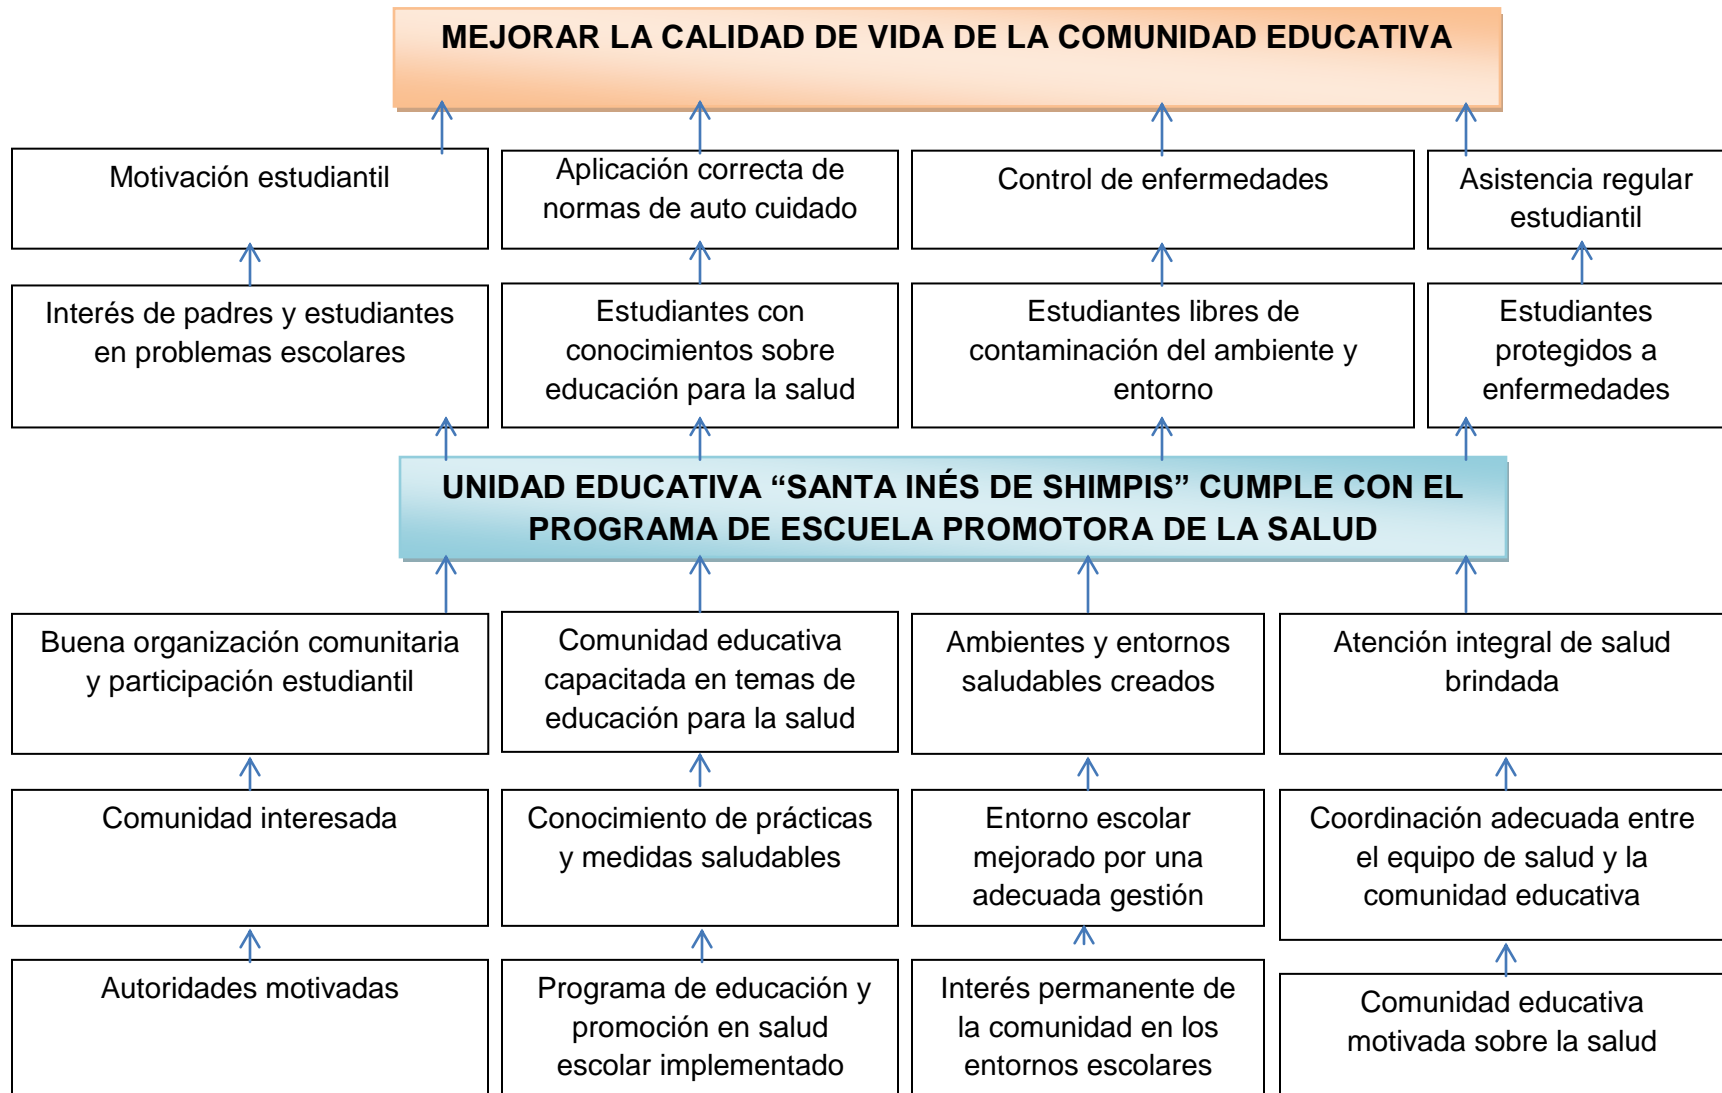 MEJORAR LA CALIDAD DE VIDA DE LA COMUNIDAD EDUCATIVA
Motivación estudiantil
Aplicación correcta de
normas de auto cuidado
Control de enfermedades
Asistencia regular
estudiantil
Interés de padres y estudiantes
en problemas escolares
Estudiantes con
conocimientos sobre
educación para la salud
Estudiantes libres de
contaminación del ambiente y
entorno
Estudiantes
protegidos a
enfermedades
UNIDAD EDUCATIVA “SANTA INÉS DE SHIMPIS” CUMPLE CON EL
PROGRAMA DE ESCUELA PROMOTORA DE LA SALUD
Buena organización comunitaria
y participación estudiantil
Comunidad educativa
capacitada en temas de
educación para la salud
Ambientes y entornos
saludables creados
Atención integral de salud
brindada
Comunidad interesada
Conocimiento de prácticas
y medidas saludables
Entorno escolar
mejorado por una
adecuada gestión
Coordinación adecuada entre
el equipo de salud y la
comunidad educativa
Autoridades motivadas
Programa de educación y
promoción en salud
escolar implementado
Interés permanente de
la comunidad en los
entornos escolares
Comunidad educativa
motivada sobre la salud